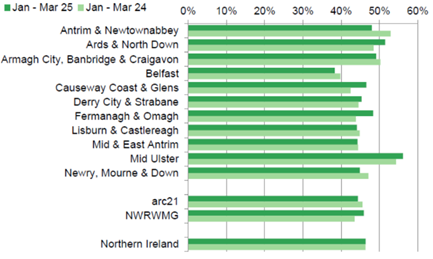 Jan - Mar 25 Jan - Mar 24
0% 10% 20% 30% 40% 50% 60%
Antrim & Newtownabbey
Ards & North Down
Armagh City, Banbridge & Craigavon
Belfast
Causeway Coast & Glens
Derry City & Strabane
Fermanagh & Omagh
Lisburn & Castlereagh
Mid & East Antrim
Mid Ulster
Newry, Mourne & Down
arc21
NWRWMG
Northern Ireland